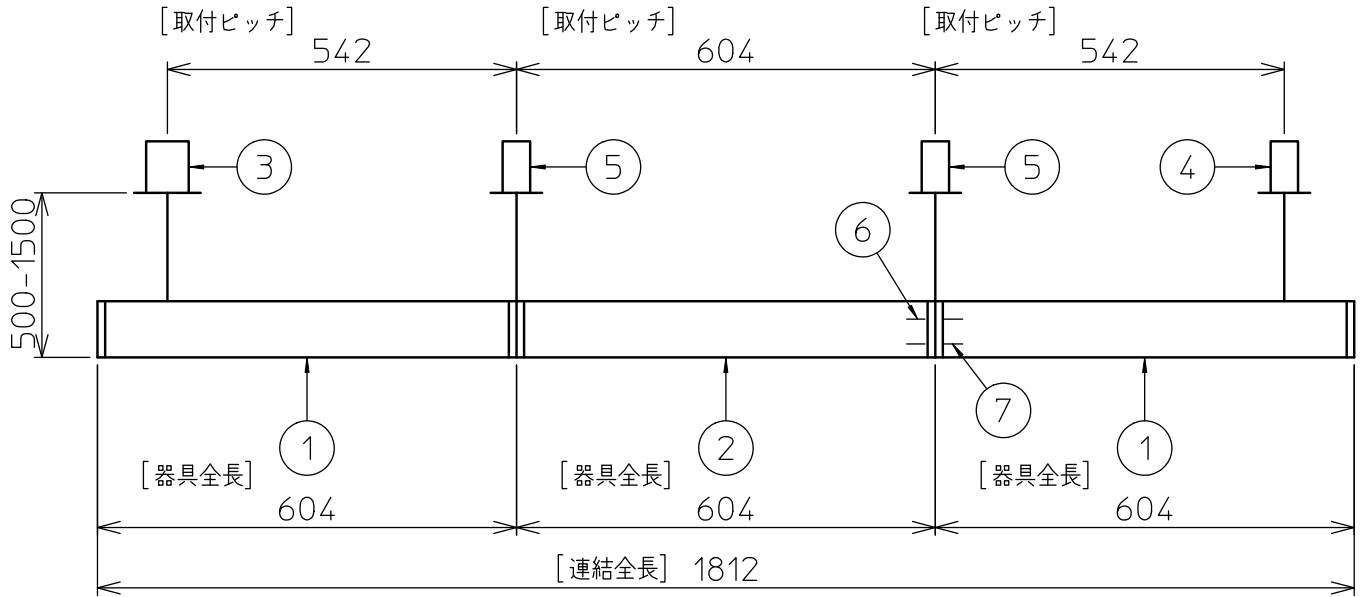 [取付ピッチ] [取付ピッチ] [取付ピッチ]
542 604 542
③ ⑤ ⑤ ④
500-1500
⑥
⑦
① ② ①
[器具全長] [器具全長] [器具全長]
604 604 604
[連結全長] 1812